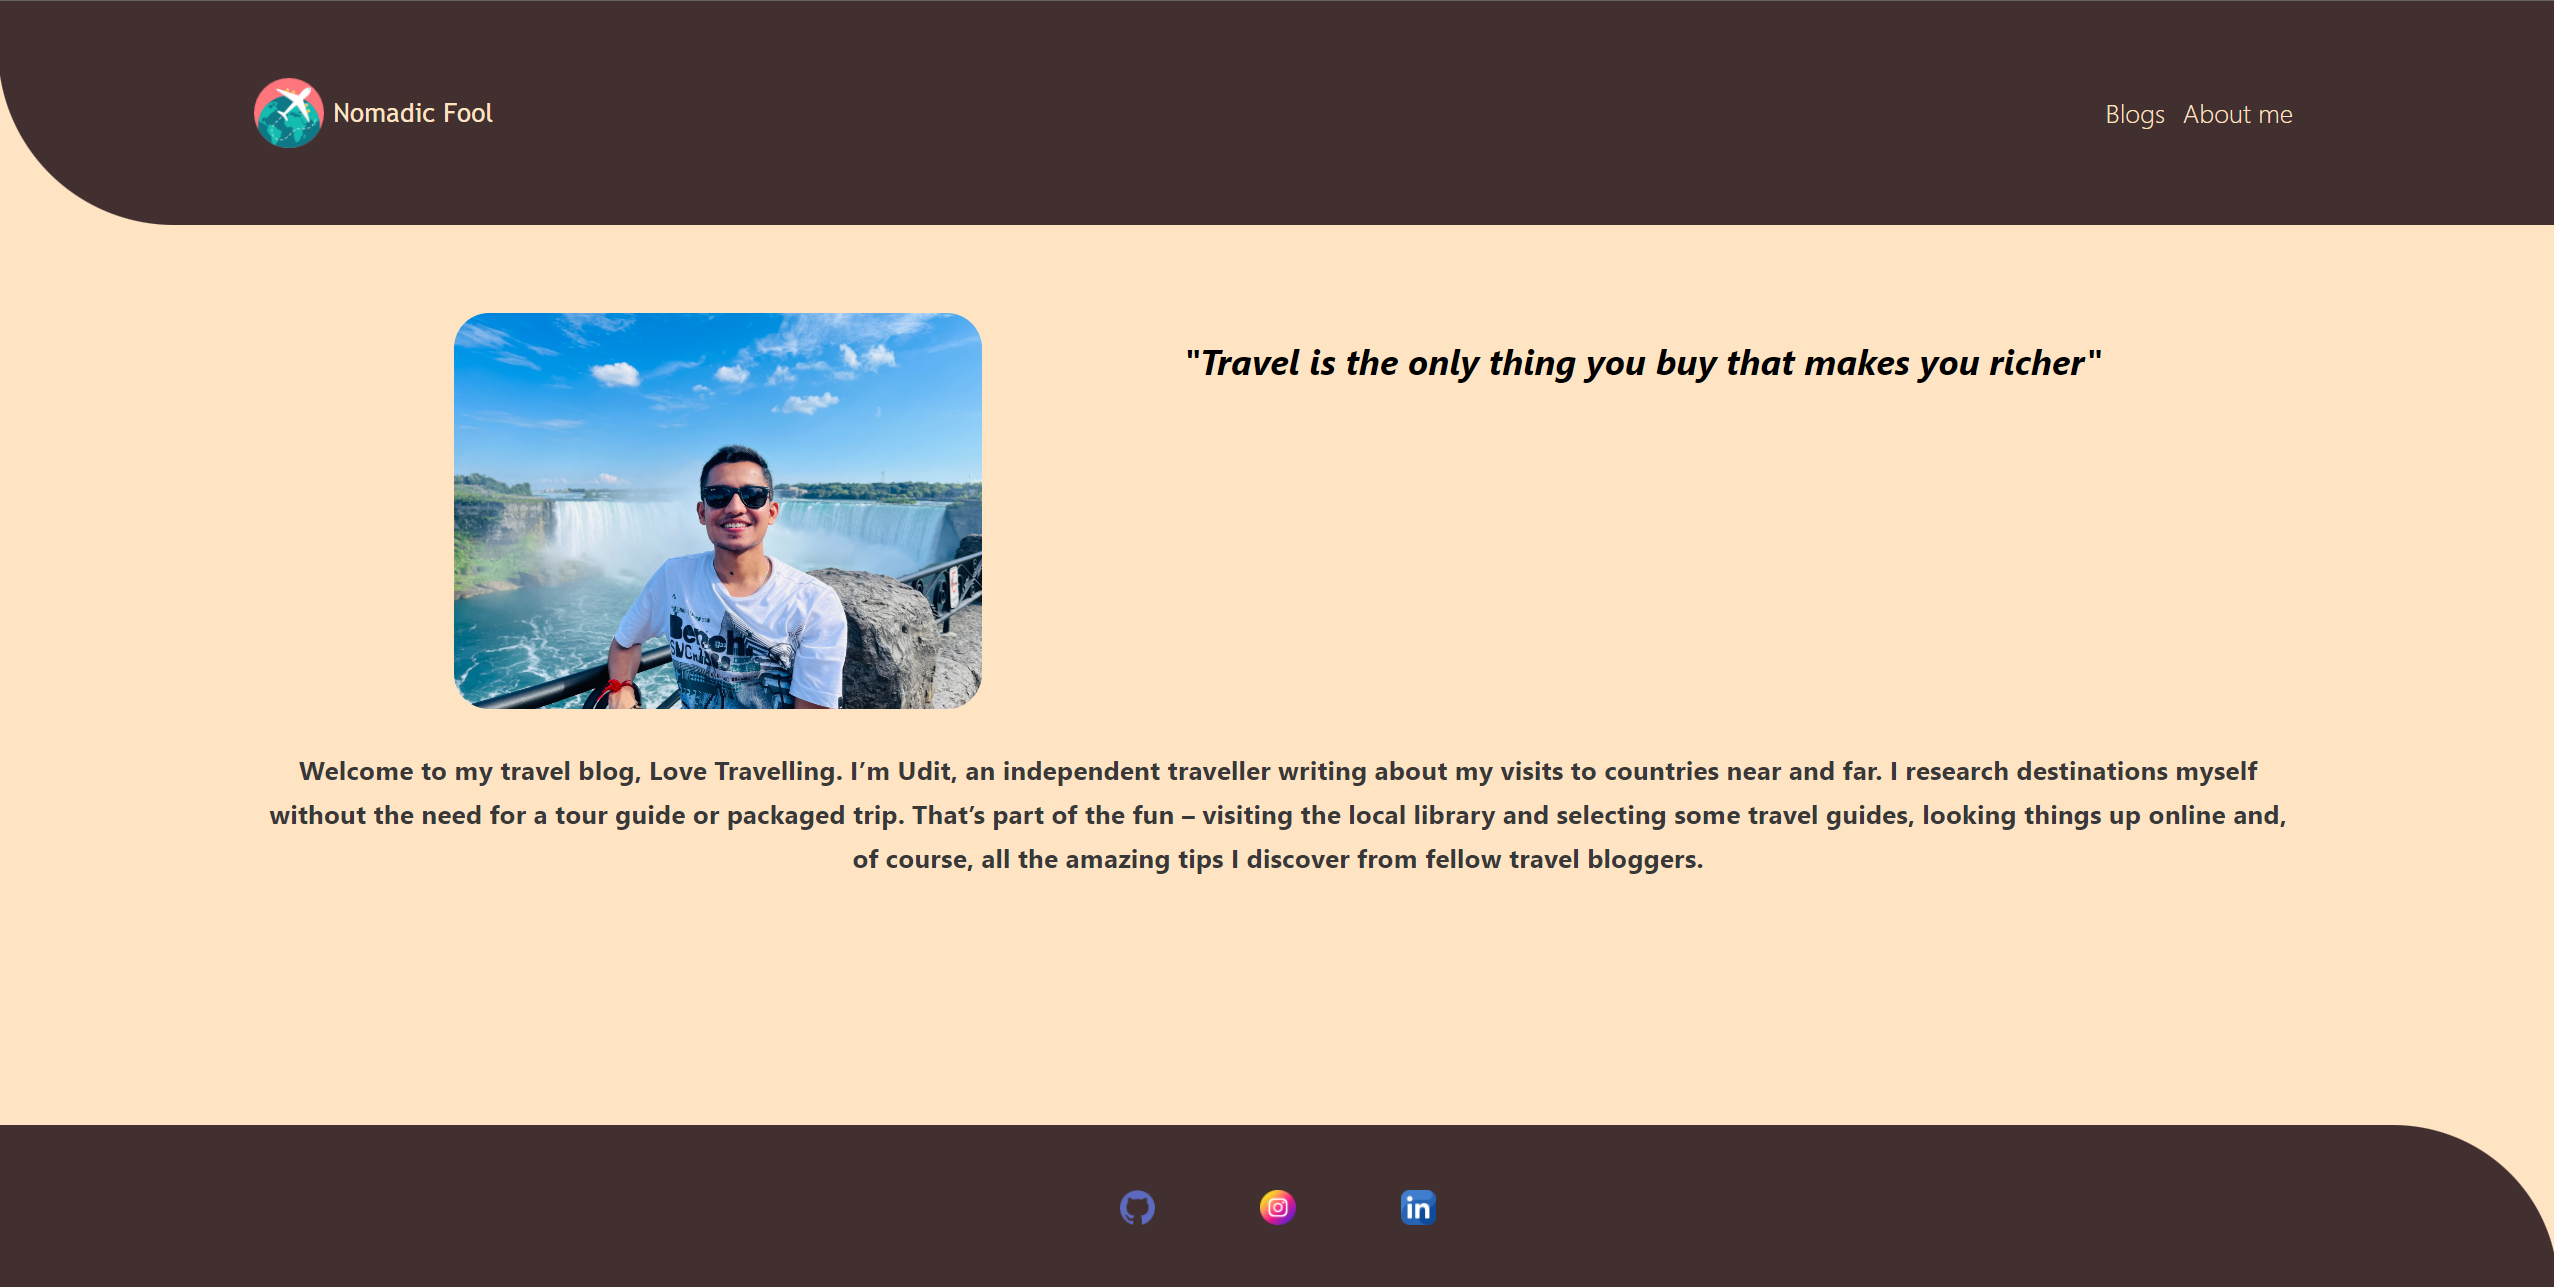 Nomadic Fool
Blogs About me
"Travel is the only thing you buy that makes you richer"
Bench
Welcome to my travel blog, Love Travelling. I’m Udit, an independent traveller writing about my visits to countries near and far. I research destinations myself
without the need for a tour guide or packaged trip. That’s part of the fun – visiting the local library and selecting some travel guides, looking things up online and,
of course, all the amazing tips I discover from fellow travel bloggers.
in